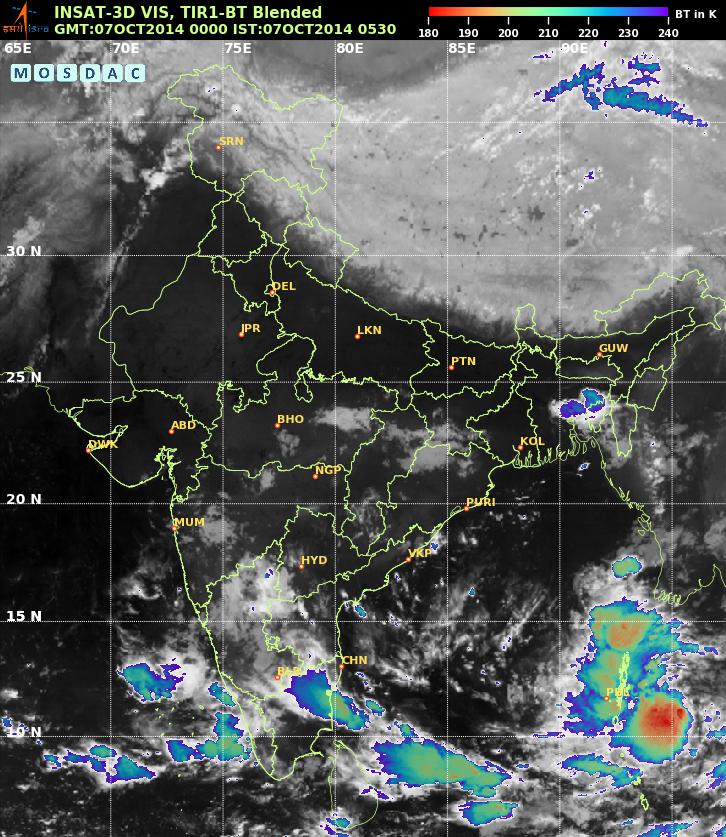 INSAT-3D VIS, TIR1-BT Blended
GMT:07OCT2014 0000 IST:07OCT2014 0530
BT in K
180 190 200 210 220 230 240
65E 70E 75E 80E 85E 90E
MOSDAC
SRN
30 N
DEL
JPR LKN
GUW
PTN
25 N
ABD BHO
DWK KOL
NGP
20 N PURI
MUM
VKP
HYD
15 N
CHN
BLR
PBL
10 N